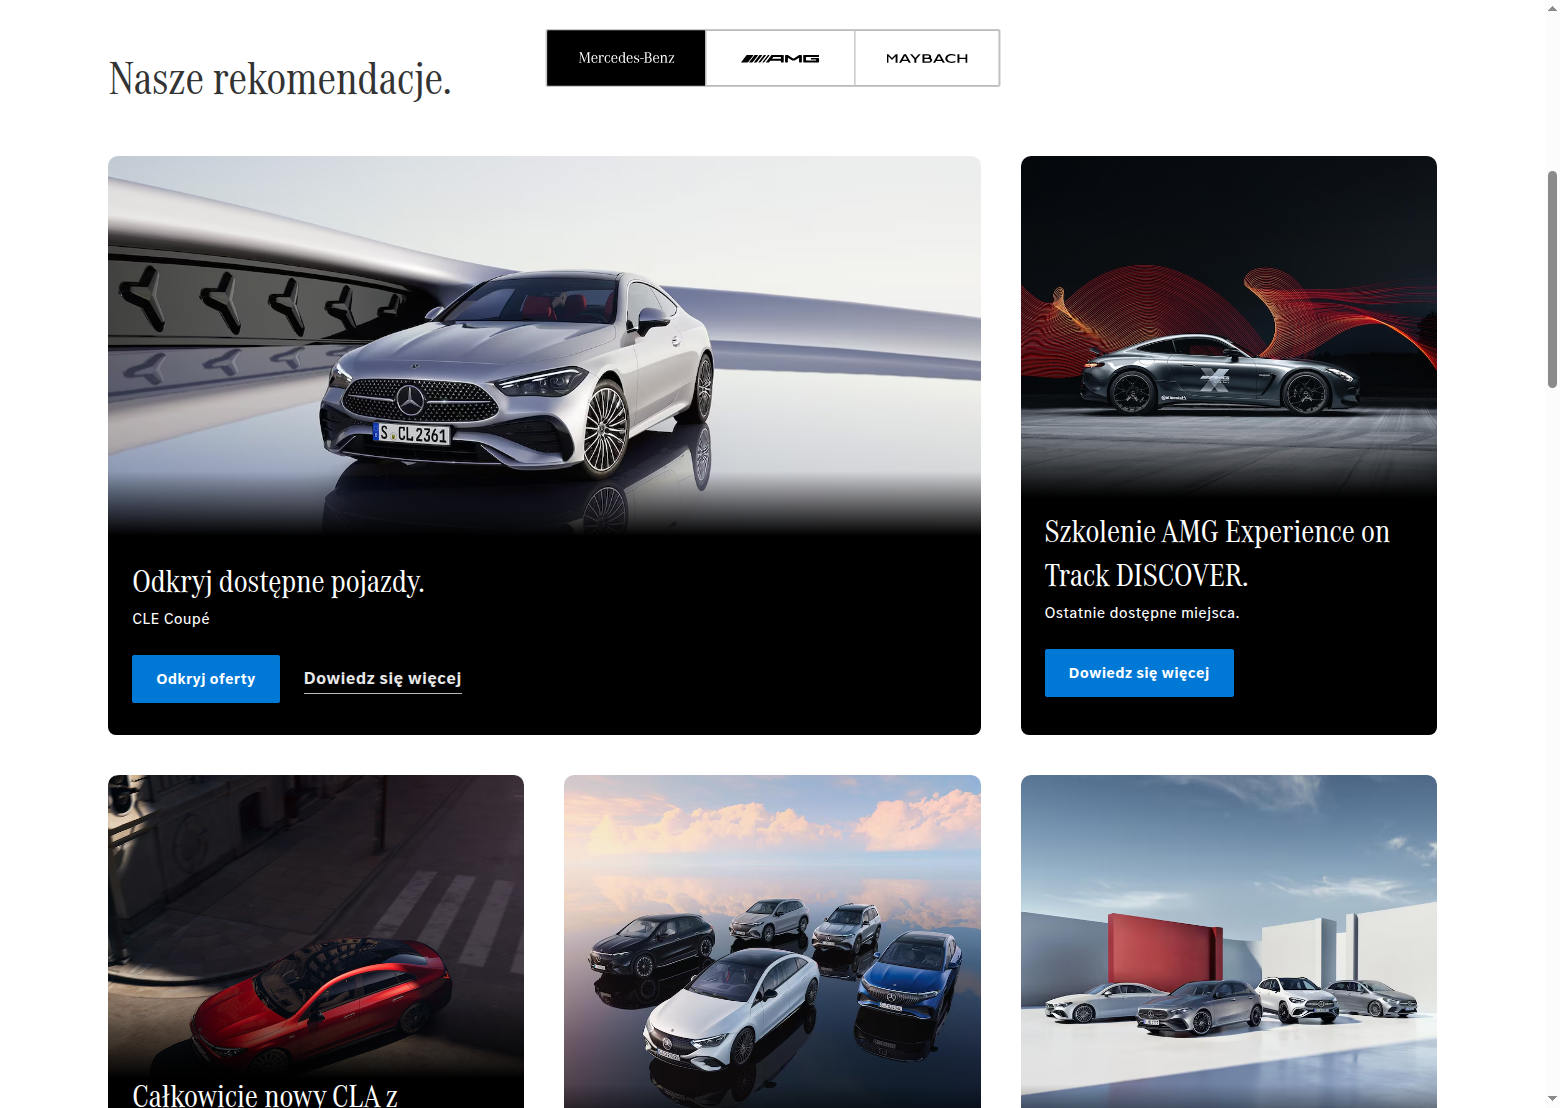 Nasze rekomendacje.
Mercedes-Benz
AMG
MAYBACH
S CL 2361
Odkryj dostępne pojazdy.
CLE Coupé
Odkryj oferty
Dowiedz się więcej
Szkolenie AMG Experience on
Track DISCOVER.
Ostatnie dostępne miejsca.
Dowiedz się więcej
Całkowicie nowy CLA z